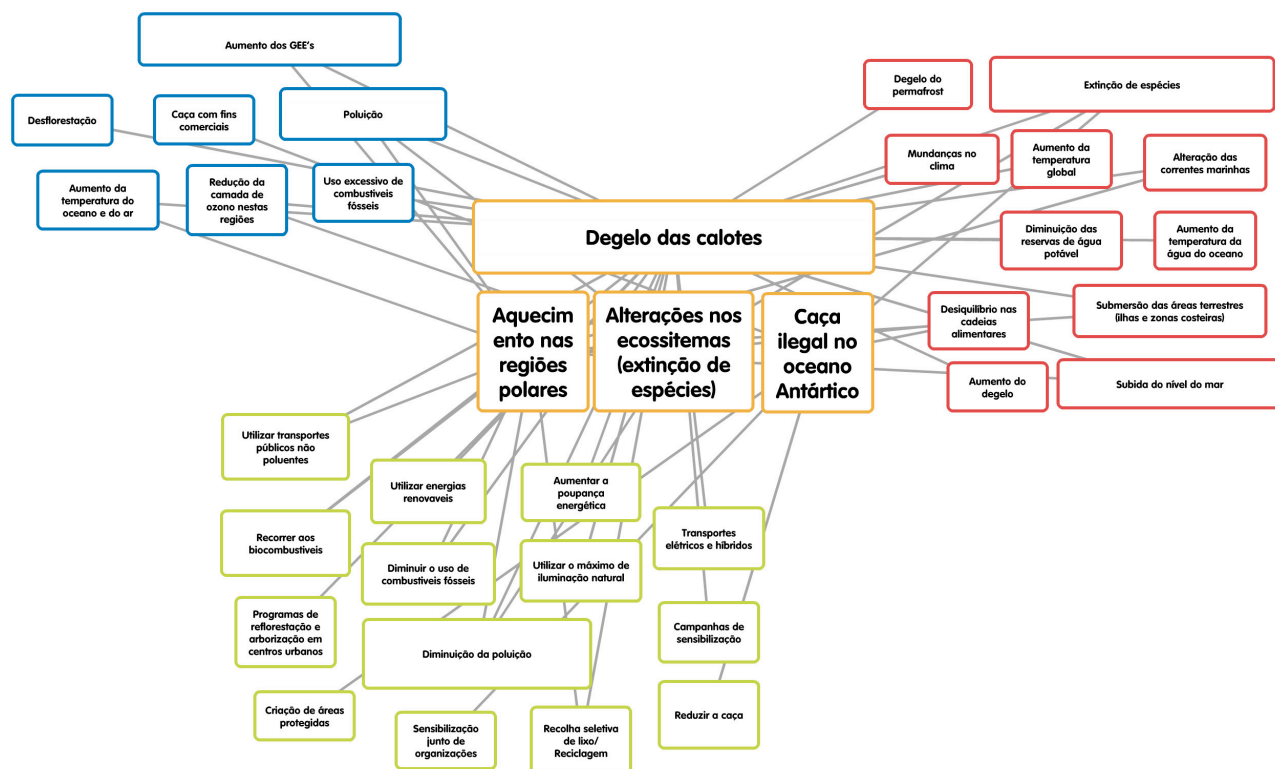 Aumento dos GEE's
Desflorestação
Caça com fins
comerciais
Poluição
Aumento da
temperatura do
oceano e do ar
Redução da
camada de
ozono nestas
regiões
Uso excessivo de
combustiveis
fósseis
Degelo do
permafrost
Extinção de espécies
Mundanças no
clima
Aumento da
temperatura
global
Alteração das
correntes marinhas
Diminuição das
reservas de água
potável
Aumento da
temperatura da
água do oceano
Desiquilíbrio nas
cadeias
alimentares
Submersão das áreas terrestres
(ilhas e zonas costeiras)
Aumento do
degelo
Subida do nível do mar
Degelo das calotes
Aquecim
ento nas
regiões
polares
Alterações nos
ecossitemas
(extinção de
espécies)
Caça
ilegal no
oceano
Antártico
Utilizar transportes
públicos não
poluentes
Utilizar energias
renovaveis
Aumentar a
poupança
energética
Recorrer aos
biocombustiveis
Diminuir o uso de
combustiveis fósseis
Utilizar o máximo de
iluminação natural
Transportes
elétricos e híbridos
Programas de
reflorestação e
arborização em
centros urbanos
Diminuição da poluição
Campanhas de
sensibilização
Criação de áreas
protegidas
Sensibilização
junto de
organizações
Recolha seletiva
de lixo/
Reciclagem
Reduzir a caça